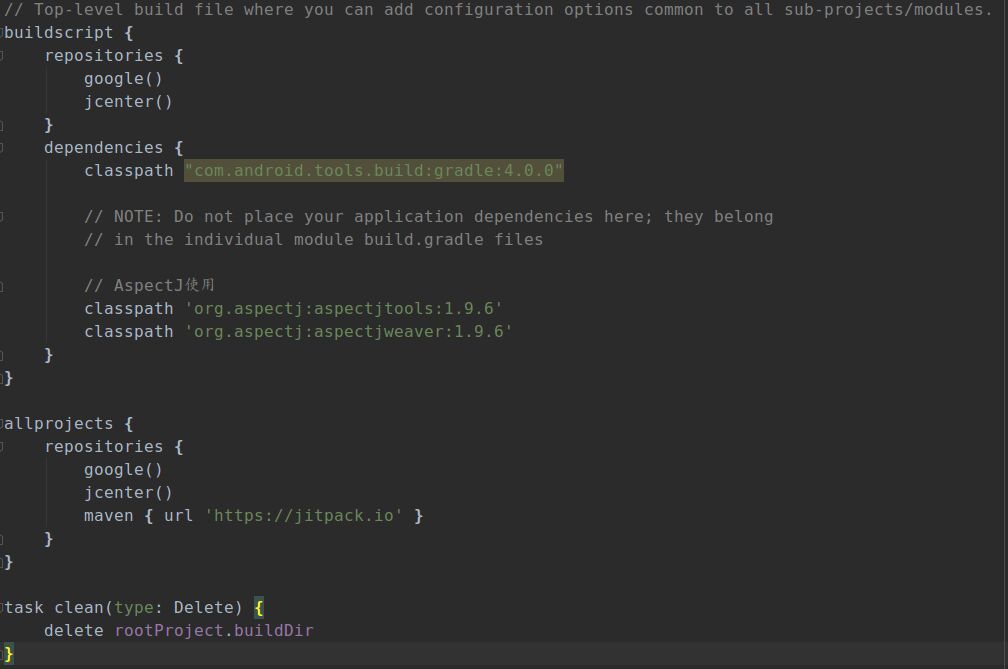 // Top-level build file where you can add configuration options common to all sub-projects/modules.
buildscript {
    repositories {
        google()
        jcenter()
    }
    dependencies {
        classpath "com.android.tools.build:gradle:4.0.0"

        // NOTE: Do not place your application dependencies here; they belong
        // in the individual module build.gradle files

        // AspectJ使用
        classpath 'org.aspectj:aspectjtools:1.9.6'
        classpath 'org.aspectj:aspectjweaver:1.9.6'
    }
}

allprojects {
    repositories {
        google()
        jcenter()
        maven { url 'https://jitpack.io' }
    }
}

task clean(type: Delete) {
    delete rootProject.buildDir
}